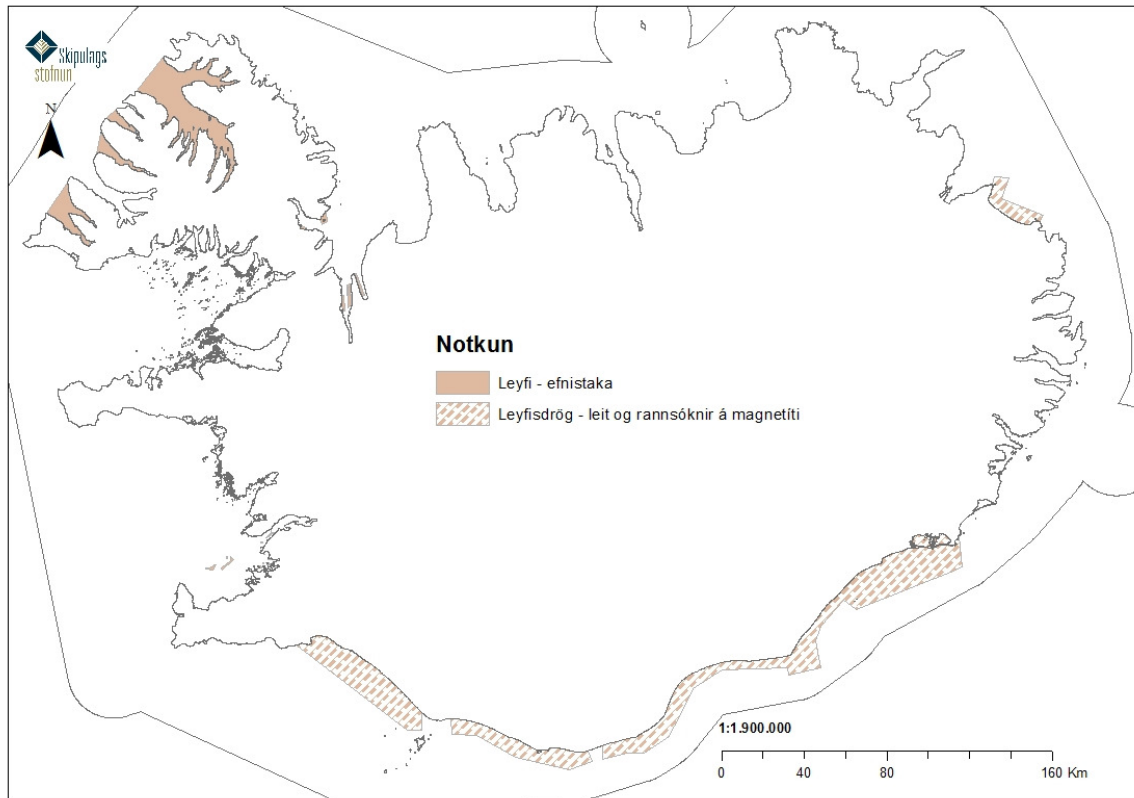 Skipulags
stofnun
N
Notkun
Leyfi - efnistaka
Leyfisdrög - leit og rannsóknir á magnetíti
1:1.900.000
0 40 80 160 Km